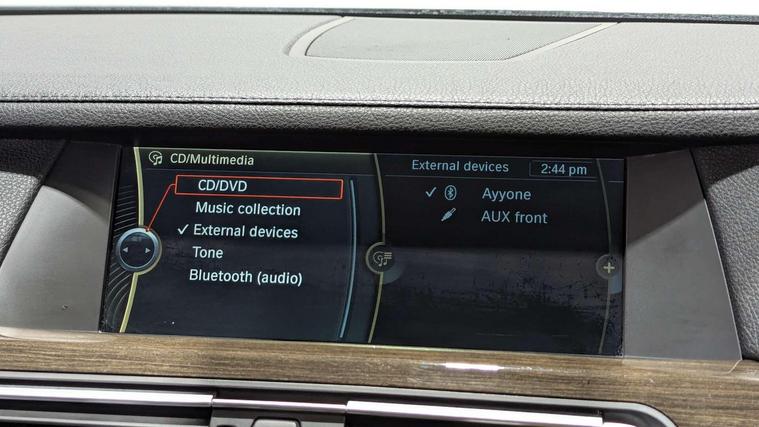 CD/Multimedia
CD/DVD
Music collection
✓ External devices
Tone
Bluetooth (audio)
External devices
2:44 pm
✓ Ayyone
AUX front